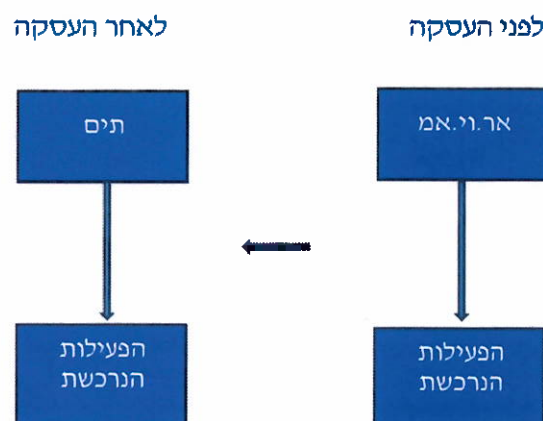 לפני העסקה
לאחר העסקה
אר.וי.אמ
תים
הפעילות
הנרכשת
הפעילות
הנרכשת